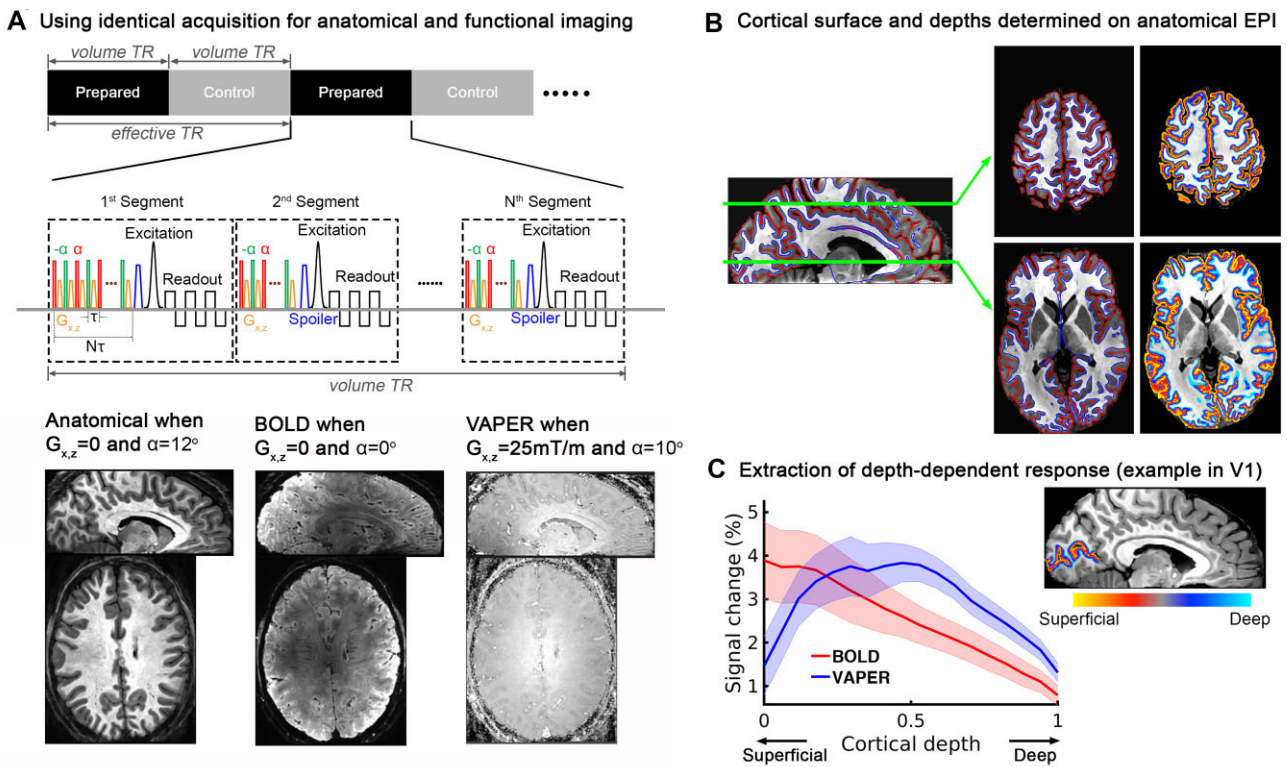 A Using identical acquisition for anatomical and functional imaging
volume TR volume TR
Prepared Control Prepared Control •••••
effective TR
1st Segment 2nd Segment Nth Segment
Excitation Excitation Excitation
-α α -α α -α α
Readout Readout Readout
••• ••• •••••• •••
Gx,z τ Gx,z Spoiler Gx,z Spoiler
Nτ
volume TR
Anatomical when
Gx,z=0 and α=12°
BOLD when
Gx,z=0 and α=0°
VAPER when
Gx,z=25mT/m and α=10°
B Cortical surface and depths determined on anatomical EPI
C Extraction of depth-dependent response (example in V1)
Signal change (%)
5
4
3
2
1
BOLD
VAPER
0 0.5 1
Superficial Cortical depth Deep
Superficial Deep